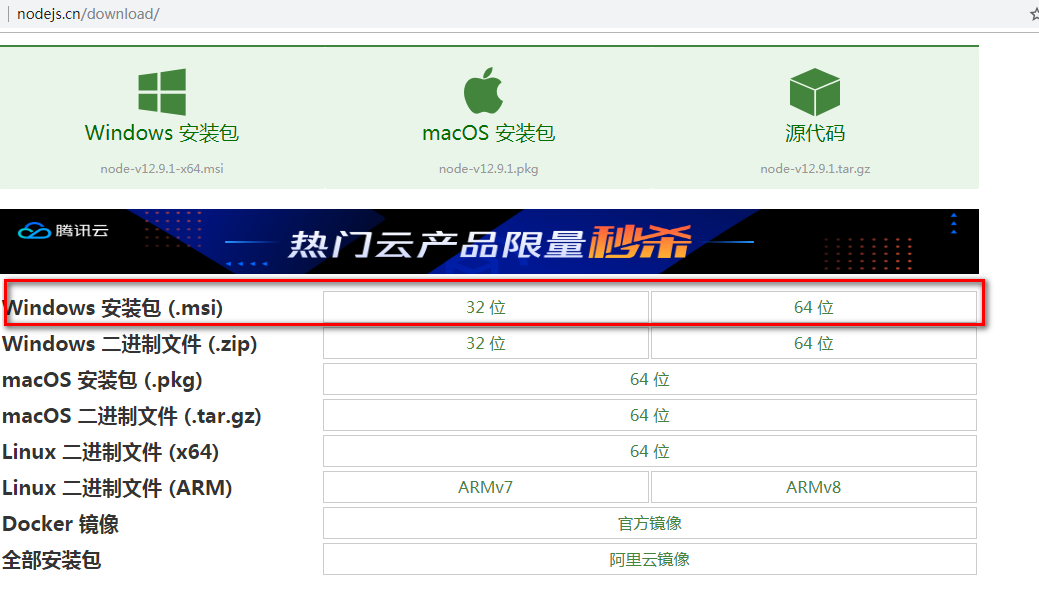 nodejs.cn/download/
Windows 安装包 macOS 安装包 源代码
node-v12.9.1-x64.msi node-v12.9.1.pkg node-v12.9.1.tar.gz
腾讯云
热门云产品限量秒杀
Windows 安装包 (.msi) 32 位 64 位
Windows 二进制文件 (.zip) 32 位 64 位
macOS 安装包 (.pkg) 64 位
macOS 二进制文件 (.tar.gz) 64 位
Linux 二进制文件 (x64) 64 位
Linux 二进制文件 (ARM) ARMv7 ARMv8
Docker 镜像 官方镜像
全部安装包 阿里云镜像